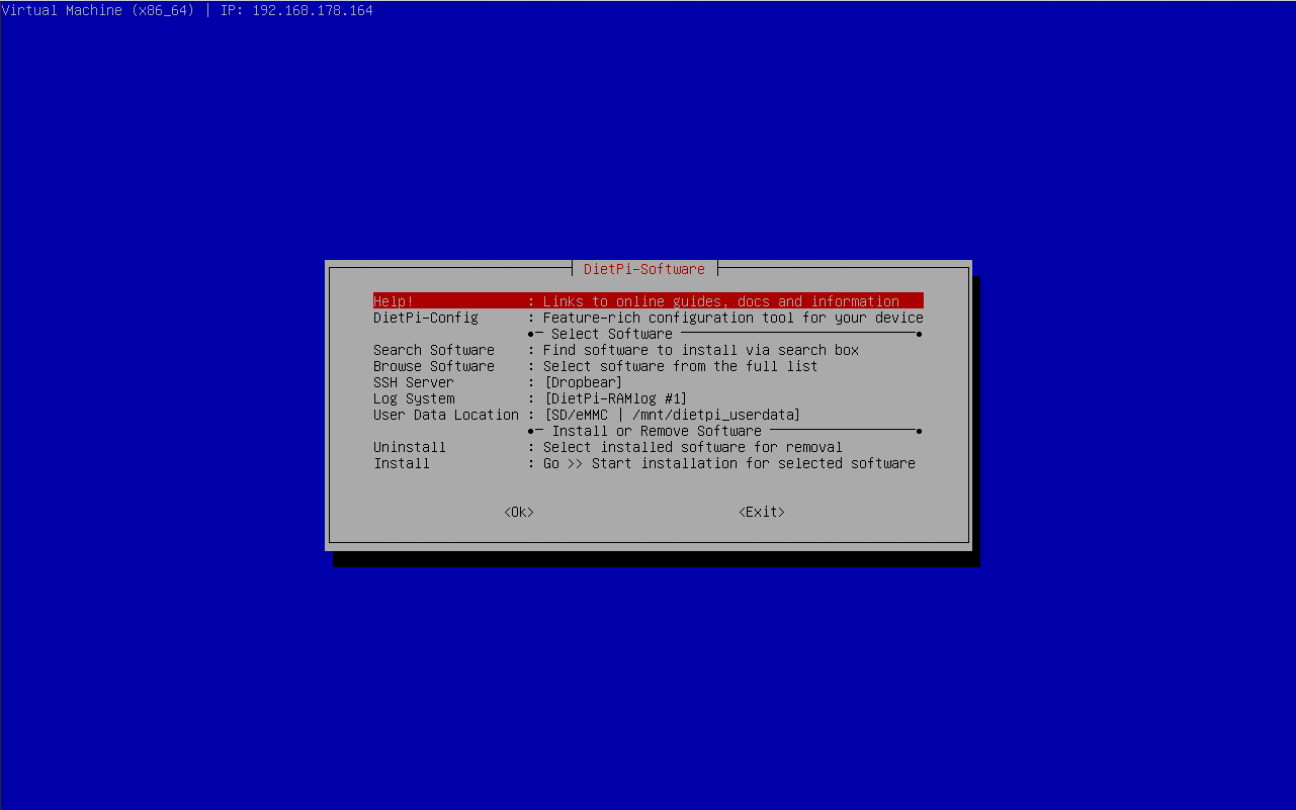 Virtual Machine (x86_64) | IP: 192.168.178.164
DietPi-Software
Help! : Links to online guides, docs and information
DietPi-Config : Feature-rich configuration tool for your device
●─ Select Software ─●
Search Software : Find software to install via search box
Browse Software : Select software from the full list
SSH Server : [Dropbear]
Log System : [DietPi-RAMlog #1]
User Data Location : [SD/eMMC | /mnt/dietpi_userdata]
●─ Install or Remove Software ─●
Uninstall : Select installed software for removal
Install : Go >> Start installation for selected software
<Ok> <Exit>